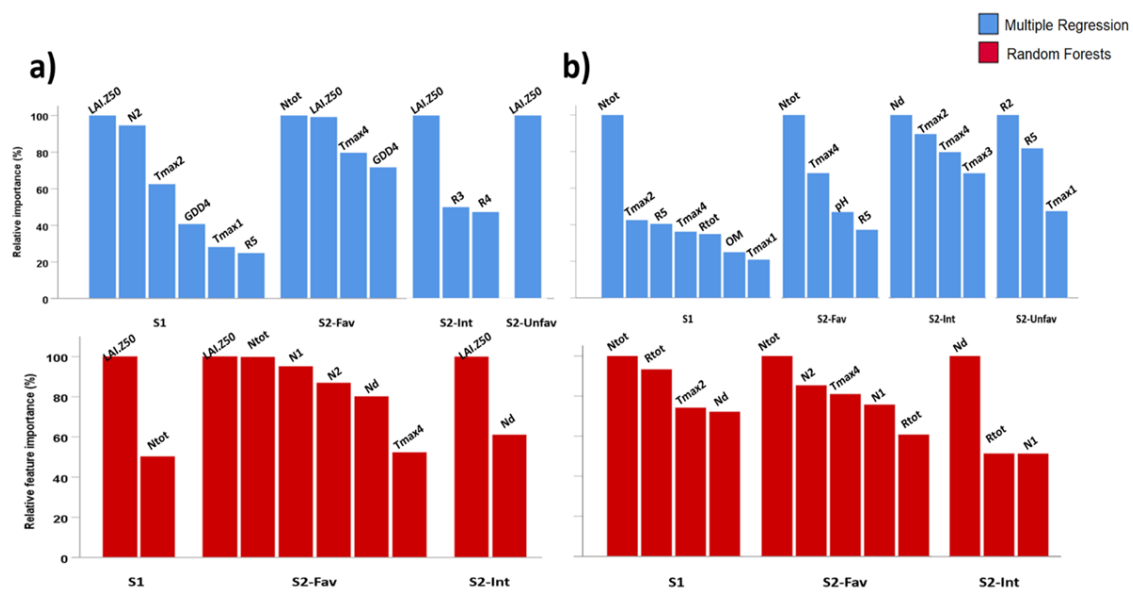 Multiple Regression
Random Forests
a)
b)
LAI.Z50
N2
Tmax2
GDD4
Tmax1
R5
Ntot
LAI.Z50
Tmax4
GDD4
LAI.Z50
R3
R4
LAI.Z50
Relative importance (%)
100
80
60
40
20
0
S1
S2-Fav
S2-Int
S2-Unfav
Ntot
Tmax2
R5
Tmax4
Rtot
OM
Tmax1
Ntot
Tmax4
pH
R5
Nd
Tmax2
Tmax4
Tmax3
R2
R5
Tmax1
S1
S2-Fav
S2-Int
S2-Unfav
LAI.Z50
Ntot
LAI.Z50
Ntot
N1
N2
Nd
Tmax4
LAI.Z50
Nd
Relative feature importance (%)
100
80
60
40
20
0
S1
S2-Fav
S2-Int
Ntot
Rtot
Tmax2
Nd
Ntot
N2
Tmax4
N1
Rtot
Nd
Rtot
N1
S1
S2-Fav
S2-Int